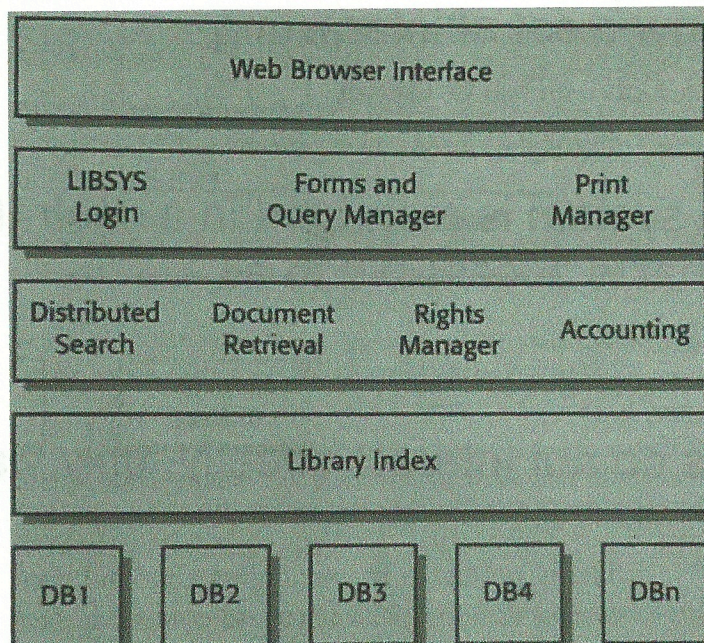 Web Browser Interface
LIBSYS
Login
Forms and
Query Manager
Print
Manager
Distributed
Search
Document
Retrieval
Rights
Manager
Accounting
Library Index
DB1
DB2
DB3
DB4
DBn